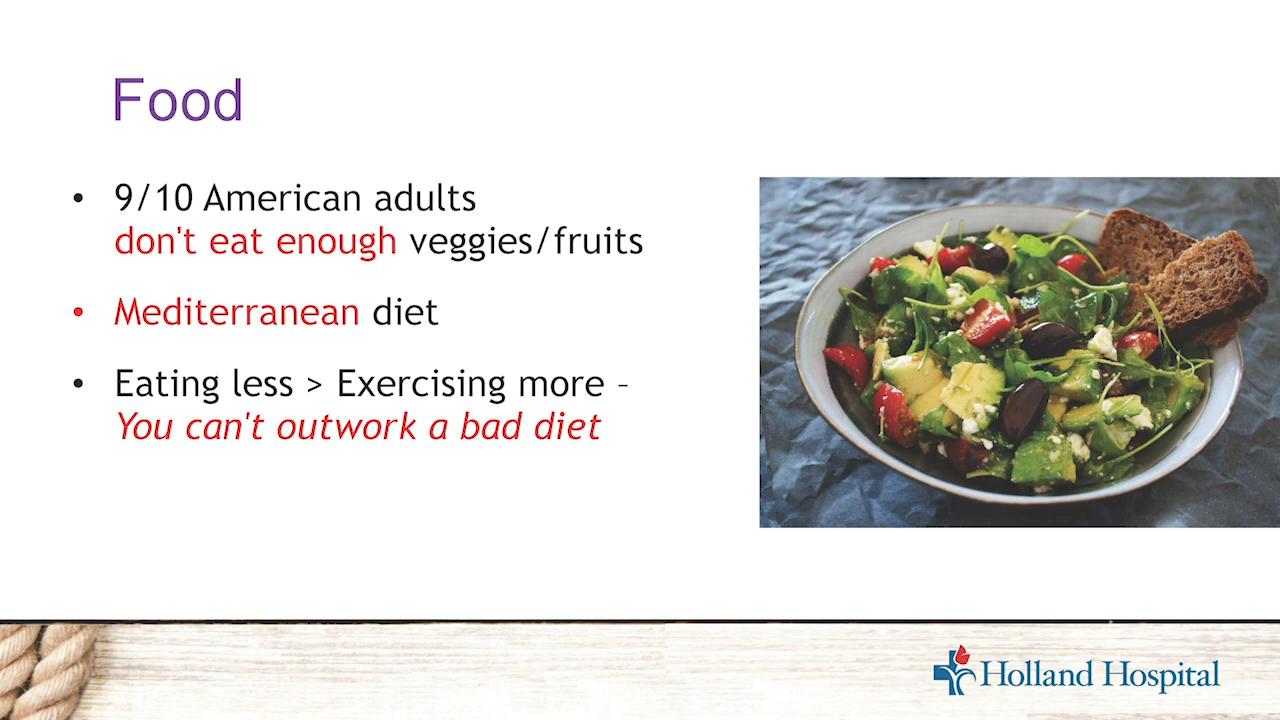 Food
• 9/10 American adults
don't eat enough veggies/fruits
• Mediterranean diet
• Eating less > Exercising more –
You can't outwork a bad diet
Holland Hospital